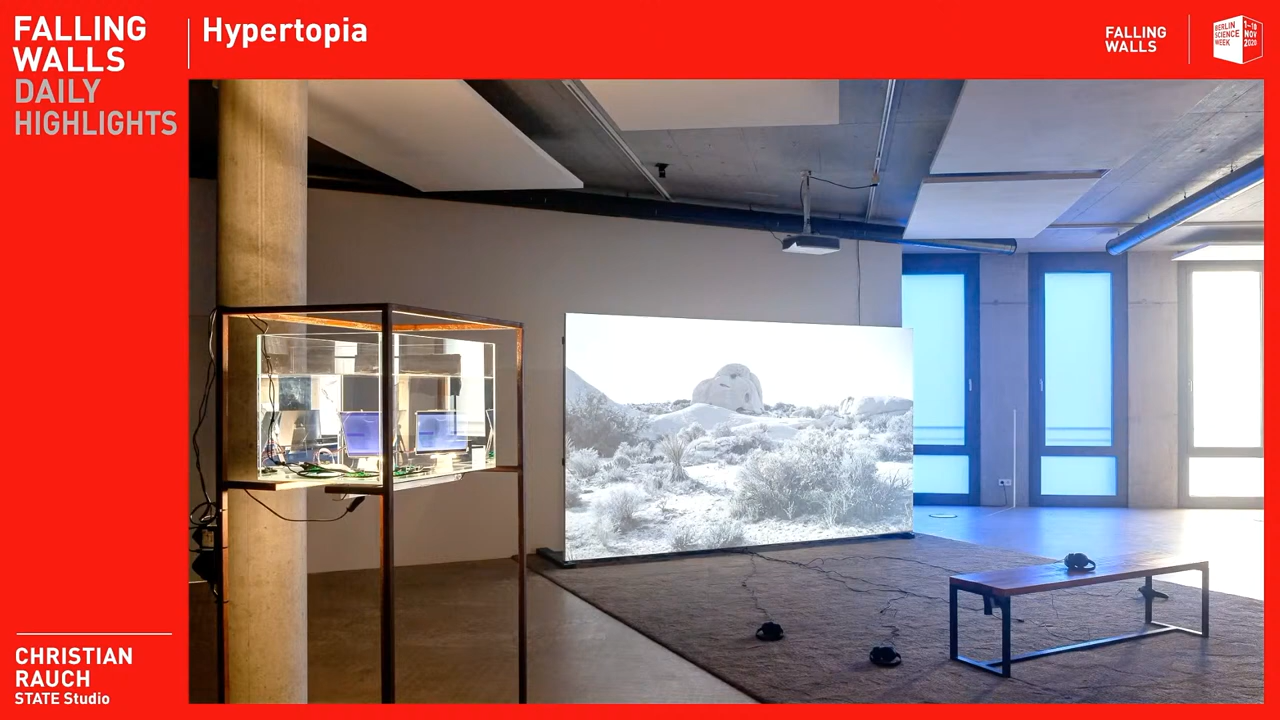 FALLING
WALLS
DAILY
HIGHLIGHTS
Hypertopia
FALLING
WALLS
BERLIN
SCIENCE
WEEK
1–10
NOV
2020
CHRISTIAN
RAUCH
STATE Studio